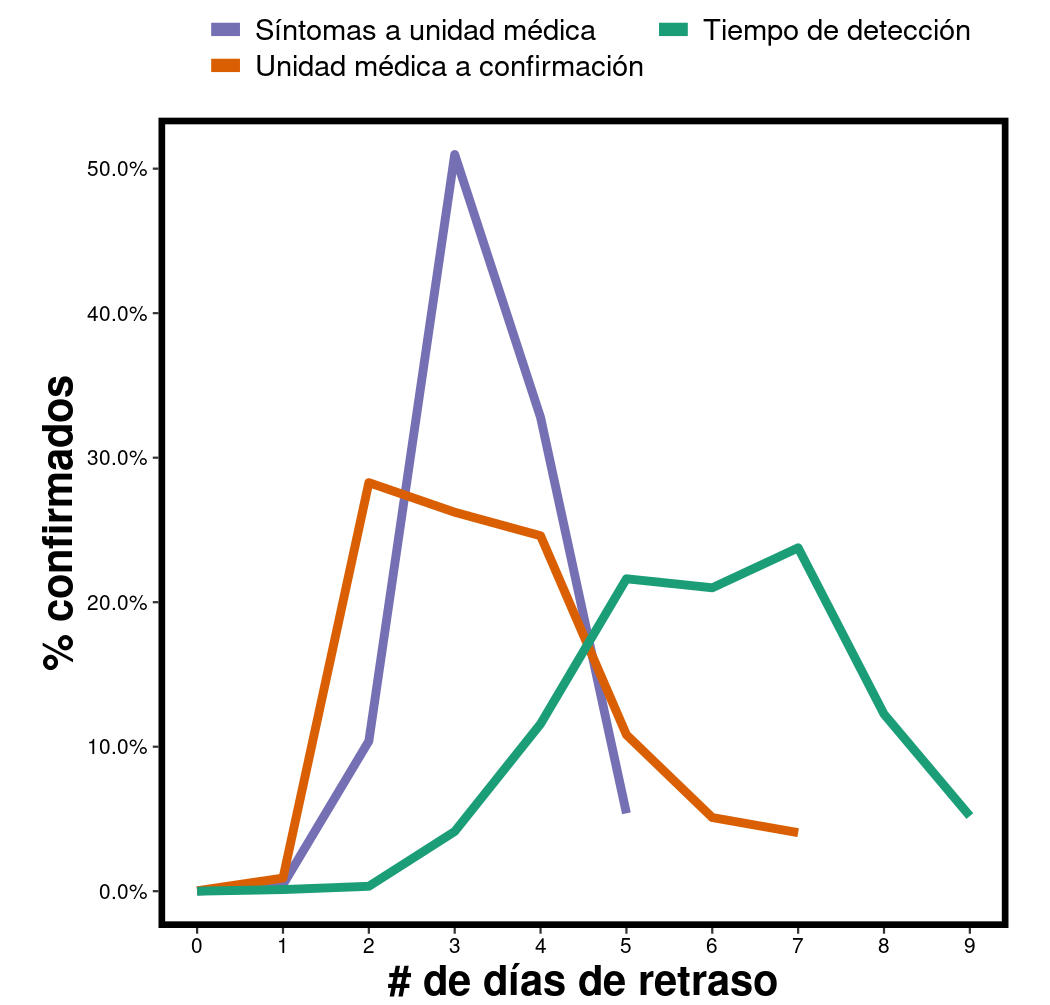 Síntomas a unidad médica
Tiempo de detección
Unidad médica a confirmación
50.0%
40.0%
30.0%
20.0%
10.0%
0.0%
% confirmados
0 1 2 3 4 5 6 7 8 9
# de días de retraso